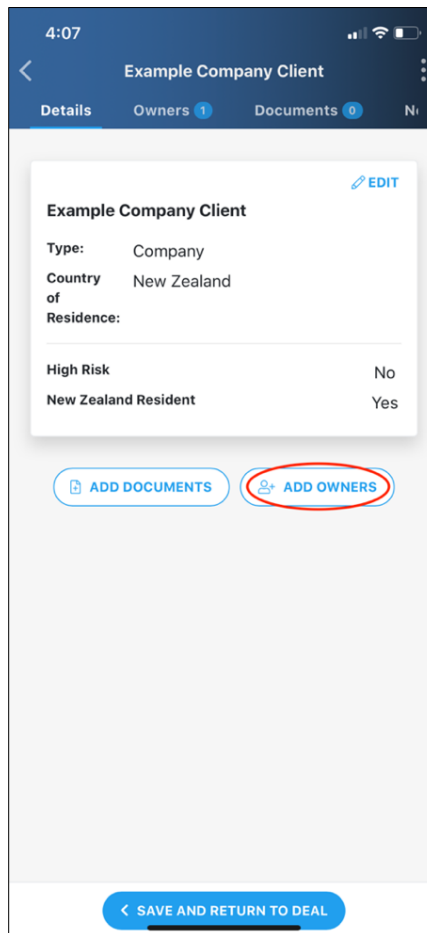 4:07
Example Company Client
Details Owners 1 Documents 0
EDIT
Example Company Client
Type: Company
Country of Residence: New Zealand
High Risk No
New Zealand Resident Yes
ADD DOCUMENTS ADD OWNERS
SAVE AND RETURN TO DEAL